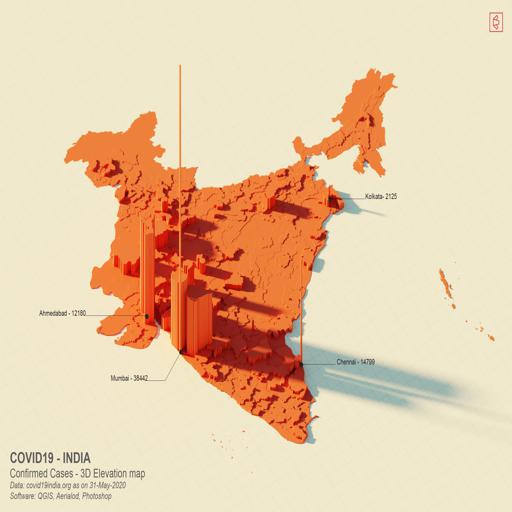 Kolkata- 2125
Ahmedabad - 12180
Chennai - 14799
Mumbai - 38442
COVID19 - INDIA
Confirmed Cases - 3D Elevation map
Data: covid19india.org as on 31-May-2020
Software: QGIS, Aerialod, Photoshop